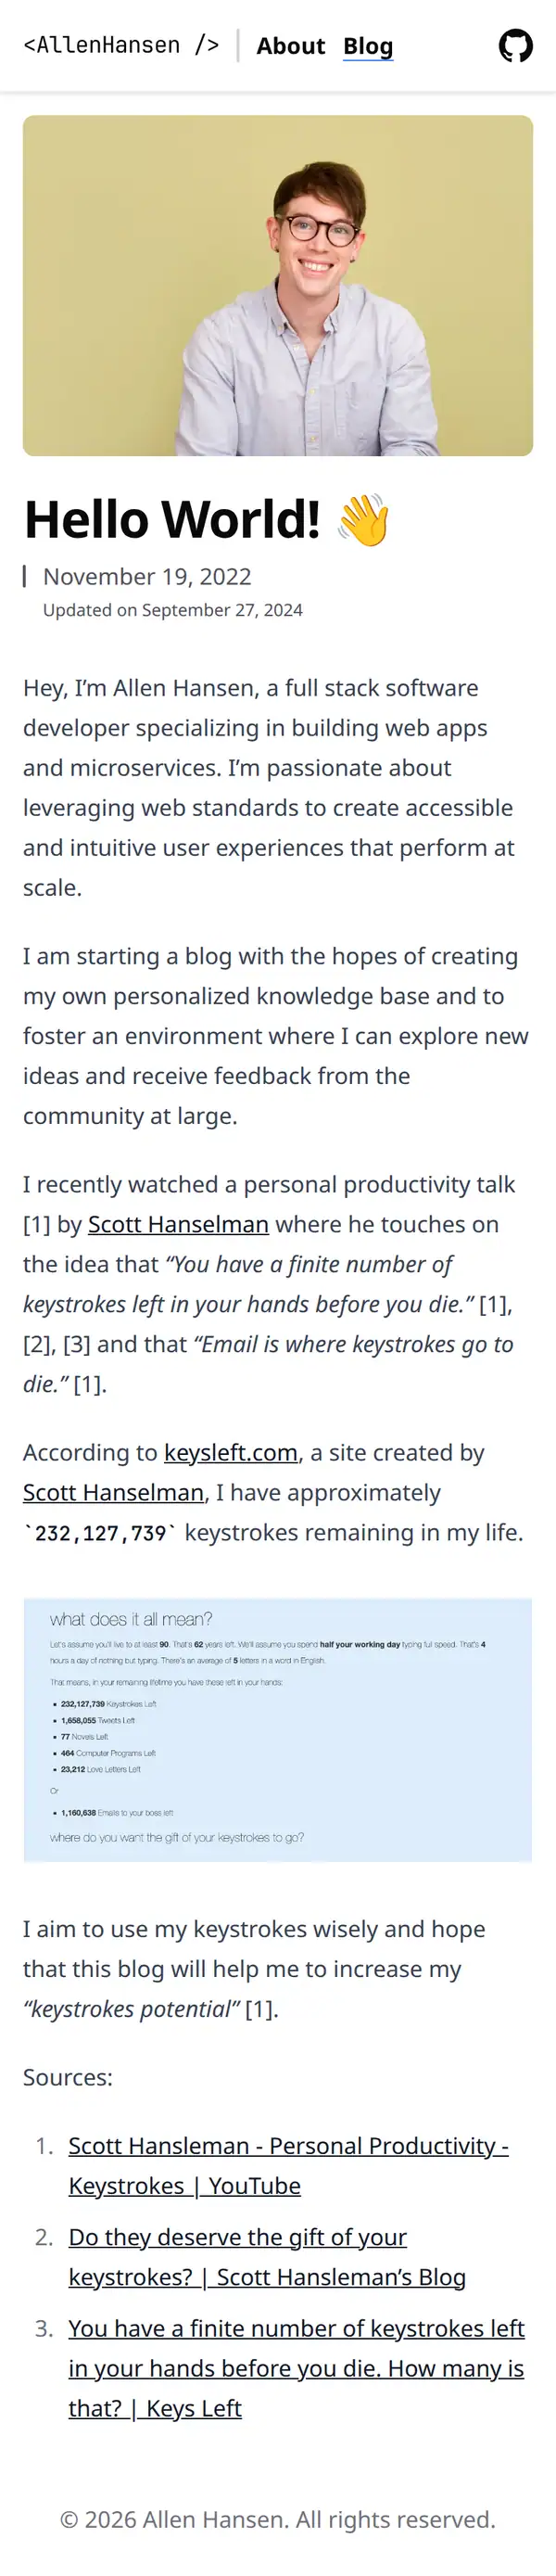 <AllenHansen />
About Blog
Hello World! 👋
November 19, 2022
Updated on September 27, 2024
Hey, I’m Allen Hansen, a full stack software
developer specializing in building web apps
and microservices. I’m passionate about
leveraging web standards to create accessible
and intuitive user experiences that perform at
scale.
I am starting a blog with the hopes of creating
my own personalized knowledge base and to
foster an environment where I can explore new
ideas and receive feedback from the
community at large.
I recently watched a personal productivity talk
[1] by Scott Hanselman where he touches on
the idea that “You have a finite number of
keystrokes left in your hands before you die.” [1],
[2], [3] and that “Email is where keystrokes go to
die.” [1].
According to keysleft.com, a site created by
Scott Hanselman, I have approximately
`232,127,739` keystrokes remaining in my life.
what does it all mean?
Let's assume you'll live to at least 90. That's 62 years left. We'll assume you spend half your working day typing full speed. That's 4
hours a day of nothing but typing. There's an average of 5 letters in a word in English.
That means, in your remaining lifetime you have these left in your hands:
• 232,127,739 Keystrokes Left
• 1,658,055 Tweets Left
• 77 Novels Left
• 464 Computer Programs Left
• 23,212 Love Letters Left
Or
• 1,160,638 Emails to your boss left
where do you want the gift of your keystrokes to go?
I aim to use my keystrokes wisely and hope
that this blog will help me to increase my
“keystrokes potential” [1].
Sources:
1. Scott Hansleman - Personal Productivity -
Keystrokes | YouTube
2. Do they deserve the gift of your
keystrokes? | Scott Hansleman’s Blog
3. You have a finite number of keystrokes left
in your hands before you die. How many is
that? | Keys Left
© 2026 Allen Hansen. All rights reserved.